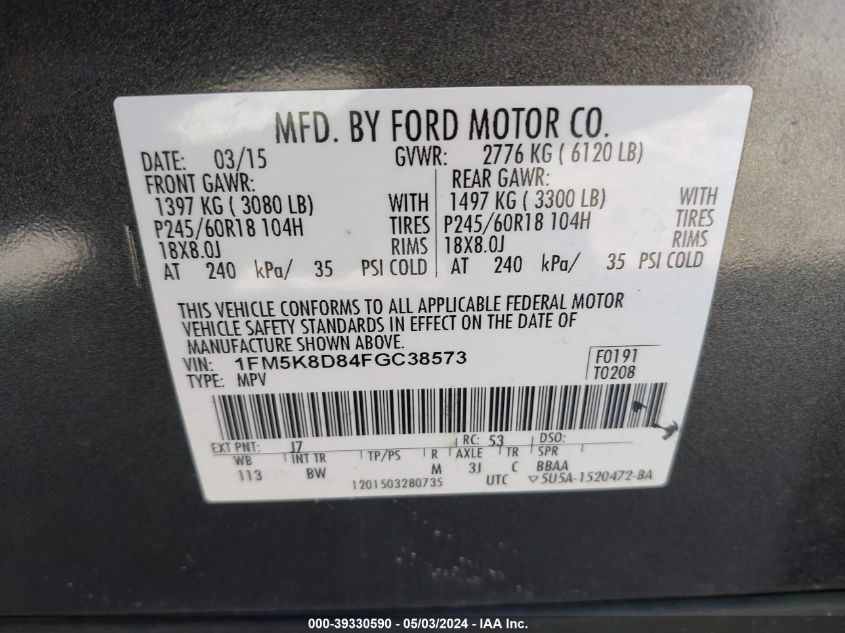 MFD. BY FORD MOTOR CO.
DATE: 03/15 GVWR: 2776 KG ( 6120 LB)
FRONT GAWR: REAR GAWR:
1397 KG ( 3080 LB) WITH 1497 KG ( 3300 LB) WITH
P245/60R18 104H TIRES P245/60R18 104H TIRES
18X8.0J RIMS 18X8.0J RIMS
AT 240 kPa/ 35 PSI COLD AT 240 kPa/ 35 PSI COLD
THIS VEHICLE CONFORMS TO ALL APPLICABLE FEDERAL MOTOR
VEHICLE SAFETY STANDARDS IN EFFECT ON THE DATE OF
MANUFACTURE SHOWN ABOVE.
VIN: 1FM5K8D84FGC38573 F0191
TYPE: MPV T0208
EXT PNT: 17 RC: 53 DSO:
WB INT TR TP/PS R AXLE TR SPR
113 BW M 3J C BBAA
1201503280735 UTC ▽5U5A-1520472-BA
000-39330590 - 05/03/2024 - IAA Inc.